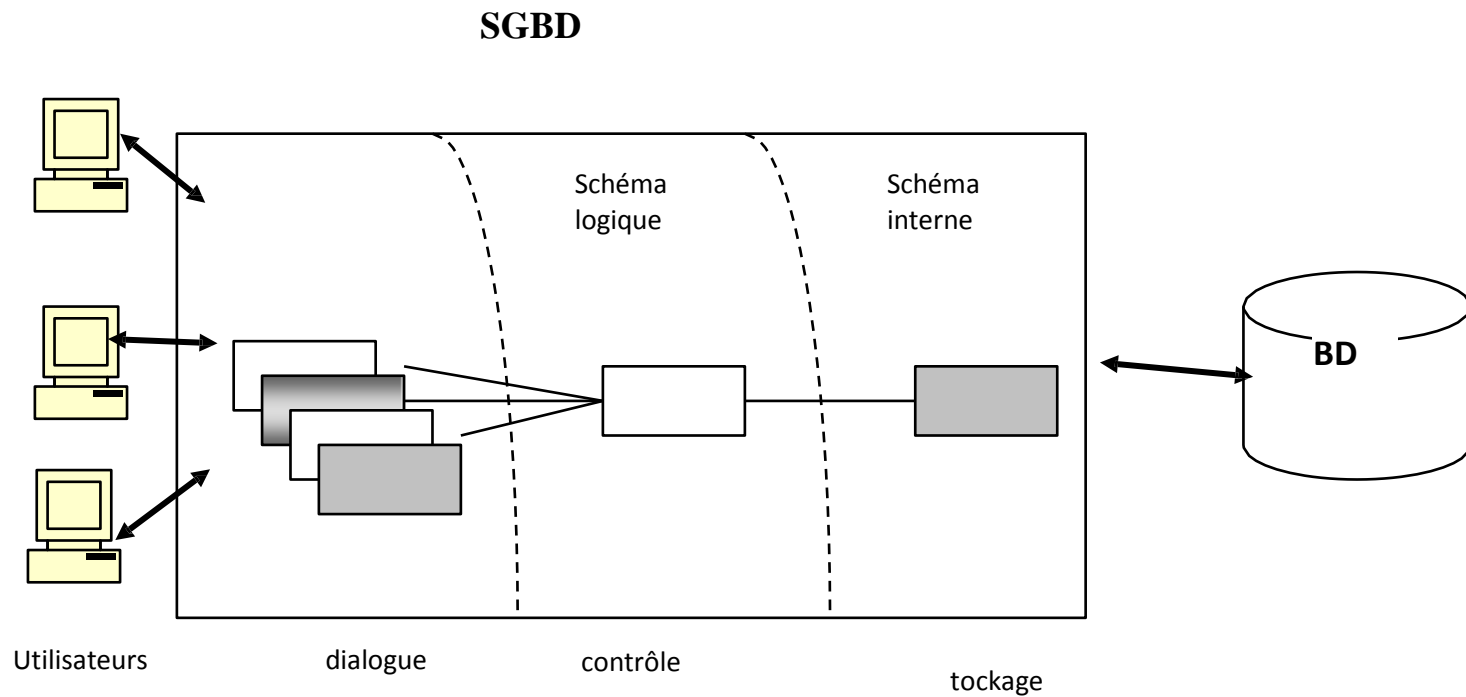 SGBD
Schéma
logique
Schéma
interne
BD
Utilisateurs
dialogue
contrôle
tockage